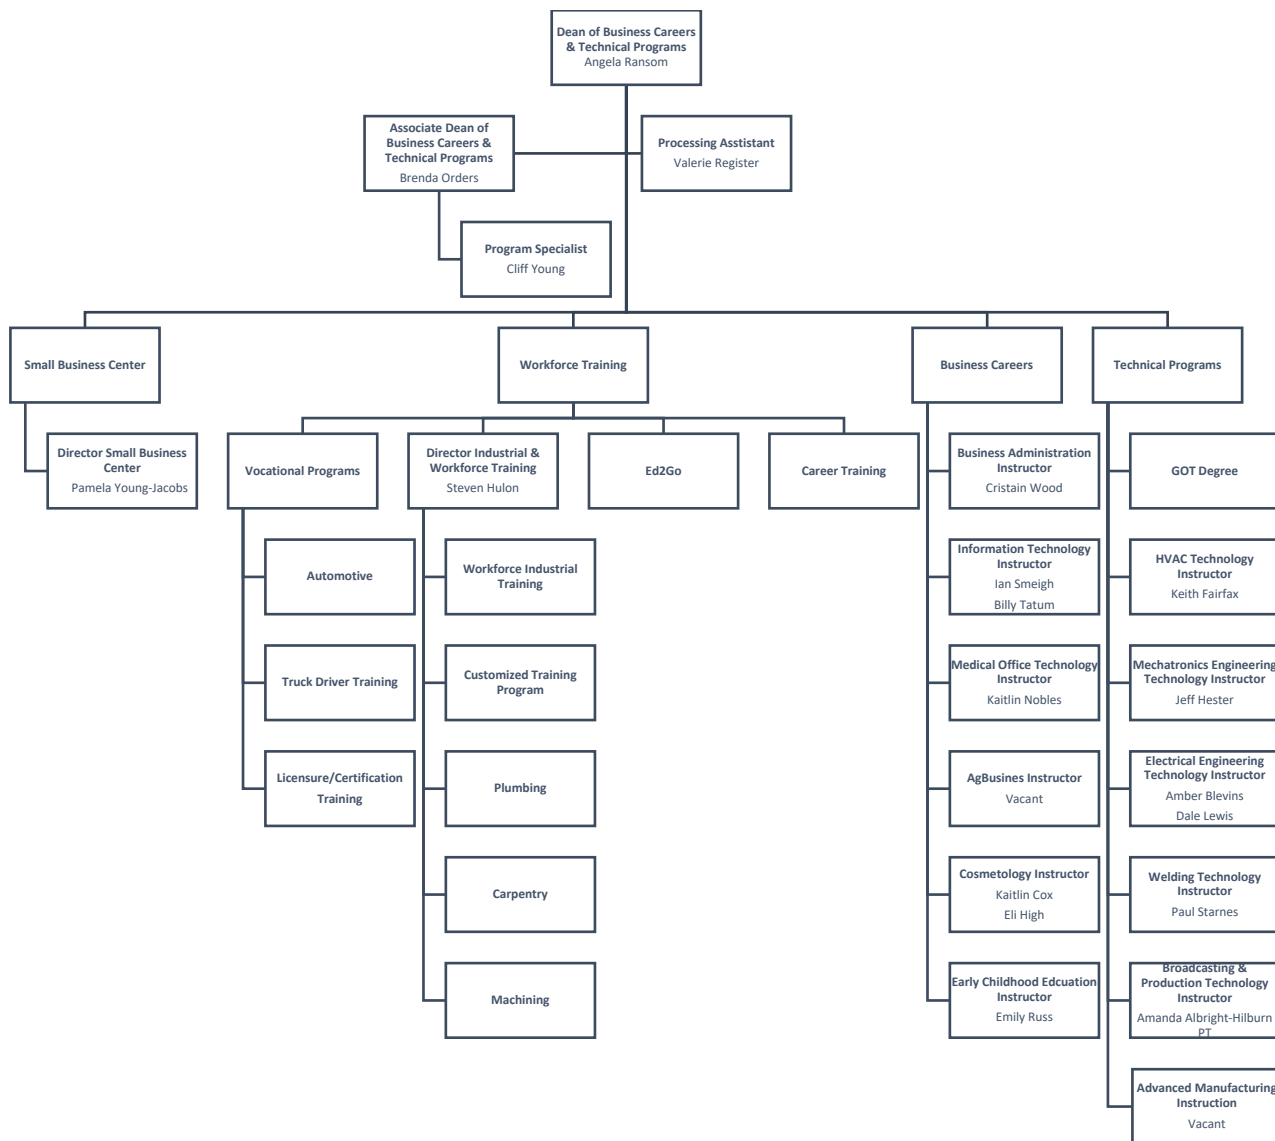 Dean of Business Careers
& Technical Programs
Angela Ransom
Associate Dean of
Business Careers &
Technical Programs
Brenda Orders
Processing Asstistant
Valerie Register
Program Specialist
Cliff Young
Small Business Center
Workforce Training
Business Careers
Technical Programs
Director Small Business
Center
Pamela Young-Jacobs
Vocational Programs
Director Industrial &
Workforce Training
Steven Hulon
Ed2Go
Career Training
Business Administration
Instructor
Cristain Wood
GOT Degree
Automotive
Workforce Industrial
Training
Information Technology
Instructor
Ian Smeigh
Billy Tatum
HVAC Technology
Instructor
Keith Fairfax
Truck Driver Training
Customized Training
Program
Medical Office Technology
Instructor
Kaitlin Nobles
Mechatronics Engineering
Technology Instructor
Jeff Hester
Licensure/Certification
Training
Plumbing
AgBusines Instructor
Vacant
Electrical Engineering
Technology Instructor
Amber Blevins
Dale Lewis
Carpentry
Cosmetology Instructor
Kaitlin Cox
Eli High
Welding Technology
Instructor
Paul Starnes
Machining
Early Childhood Edcuation
Instructor
Emily Russ
Broadcasting &
Production Technology
Instructor
Amanda Albright-Hilburn
PT
Advanced Manufacturing
Instruction
Vacant